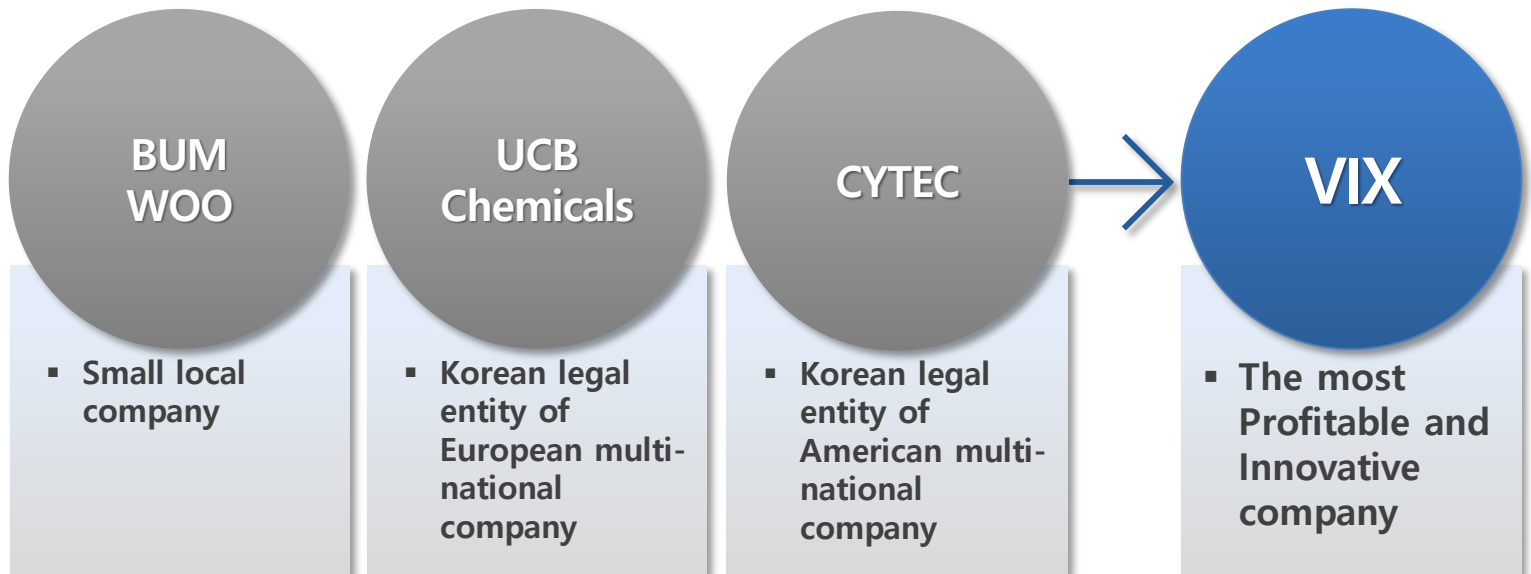 BUM
WOO
▪ Small local
company
UCB
Chemicals
▪ Korean legal
entity of
European multi-
national
company
CYTEC
▪ Korean legal
entity of
American multi-
national
company
VIX
▪ The most
Profitable and
Innovative
company